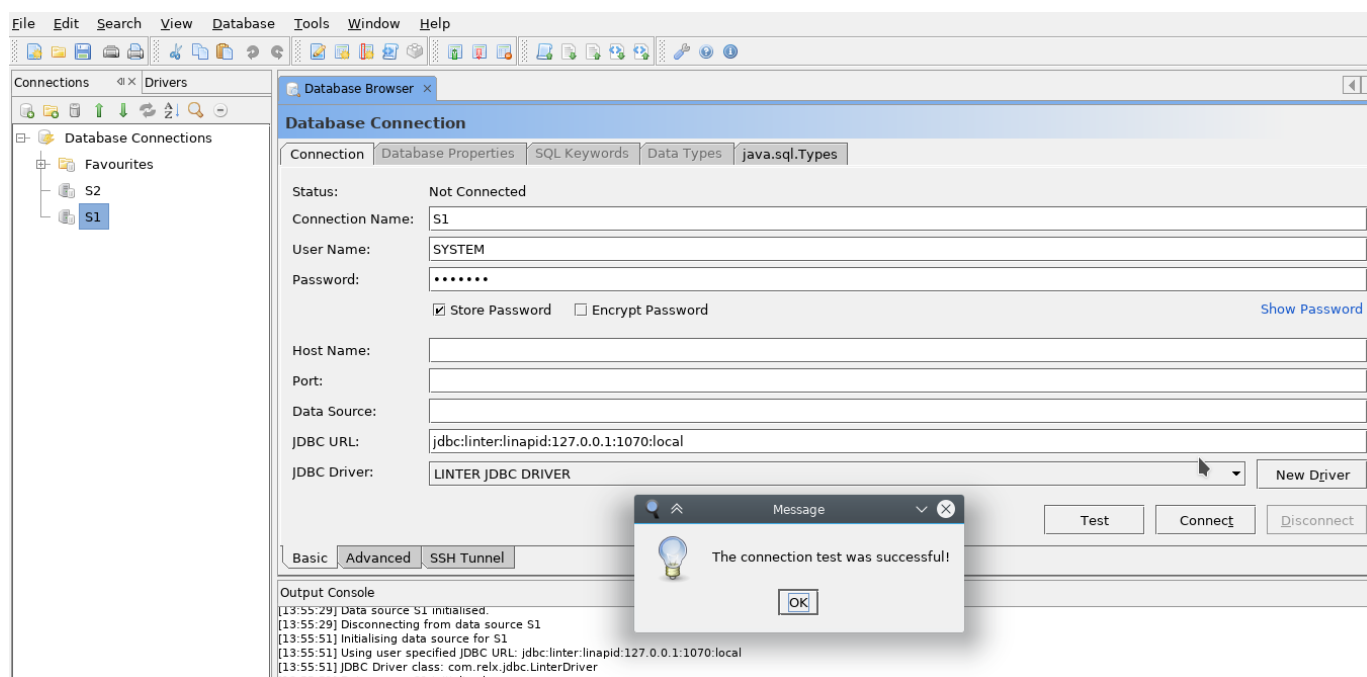 File Edit Search View Database Tools Window Help
Connections Drivers
Database Connections
Favourites
S2
S1
Database Browser
Database Connection
Connection Database Properties SQL Keywords Data Types java.sql.Types
Status: Not Connected
Connection Name: S1
User Name: SYSTEM
Password: •••••••
Store Password Encrypt Password Show Password
Host Name:
Port:
Data Source:
JDBC URL: jdbc:linter:linapid:127.0.0.1:1070:local
JDBC Driver: LINTER JDBC DRIVER New Driver
Test Connect Disconnect
Basic Advanced SSH Tunnel
Message
The connection test was successful!
OK
Output Console
[13:55:29] Data source S1 initialised.
[13:55:29] Disconnecting from data source S1
[13:55:51] Initialising data source for S1
[13:55:51] Using user specified JDBC URL: jdbc:linter:linapid:127.0.0.1:1070:local
[13:55:51] JDBC Driver class: com.relx.jdbc.LinterDriver